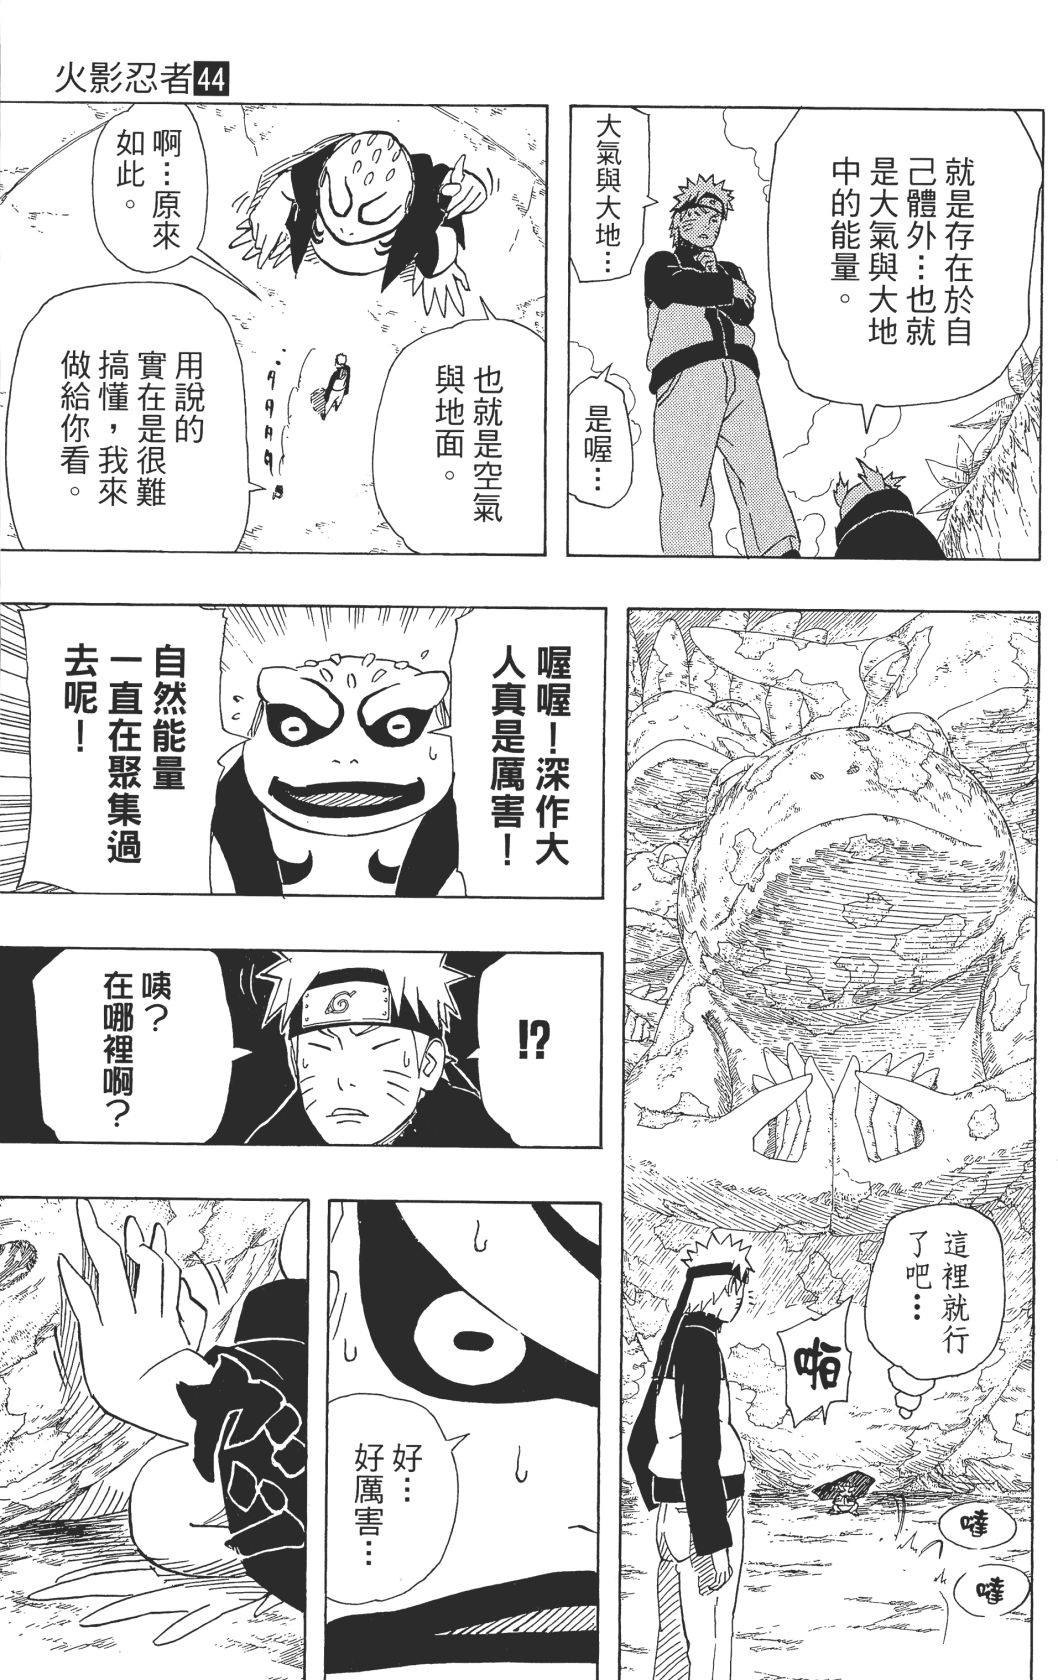 火影忍者44
就是存在於自
己體外…也就
是大氣與大地
中的能量。
大氣與大地…
是喔…
也就是空氣
與地面。
啊…原來
如此。
用說的
實在是很難
搞懂，我來
做給你看。
這裡就行
了吧…
啪
噠
噠
喔喔！深作大
人真是厲害！
自然能量
一直在聚集過
去呢！
!?
咦？
在哪裡啊？
好…
好厲害…